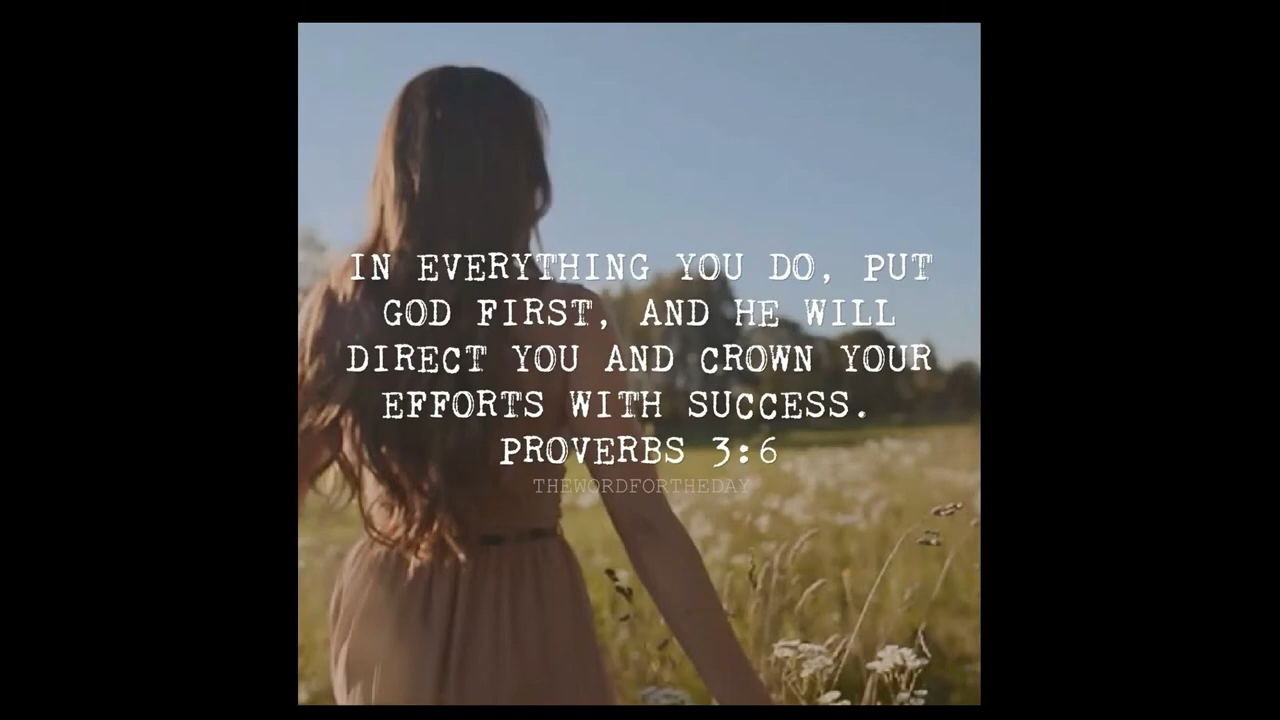 IN EVERYTHING YOU DO, PUT
GOD FIRST, AND HE WILL
DIRECT YOU AND CROWN YOUR
EFFORTS WITH SUCCESS.
PROVERBS 3:6
THEWORDFORTHEDAY